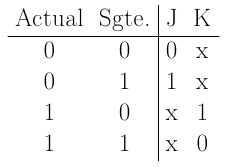 Actual Sgte. J K
0 0 0 x
0 1 1 x
1 0 x 1
1 1 x 0